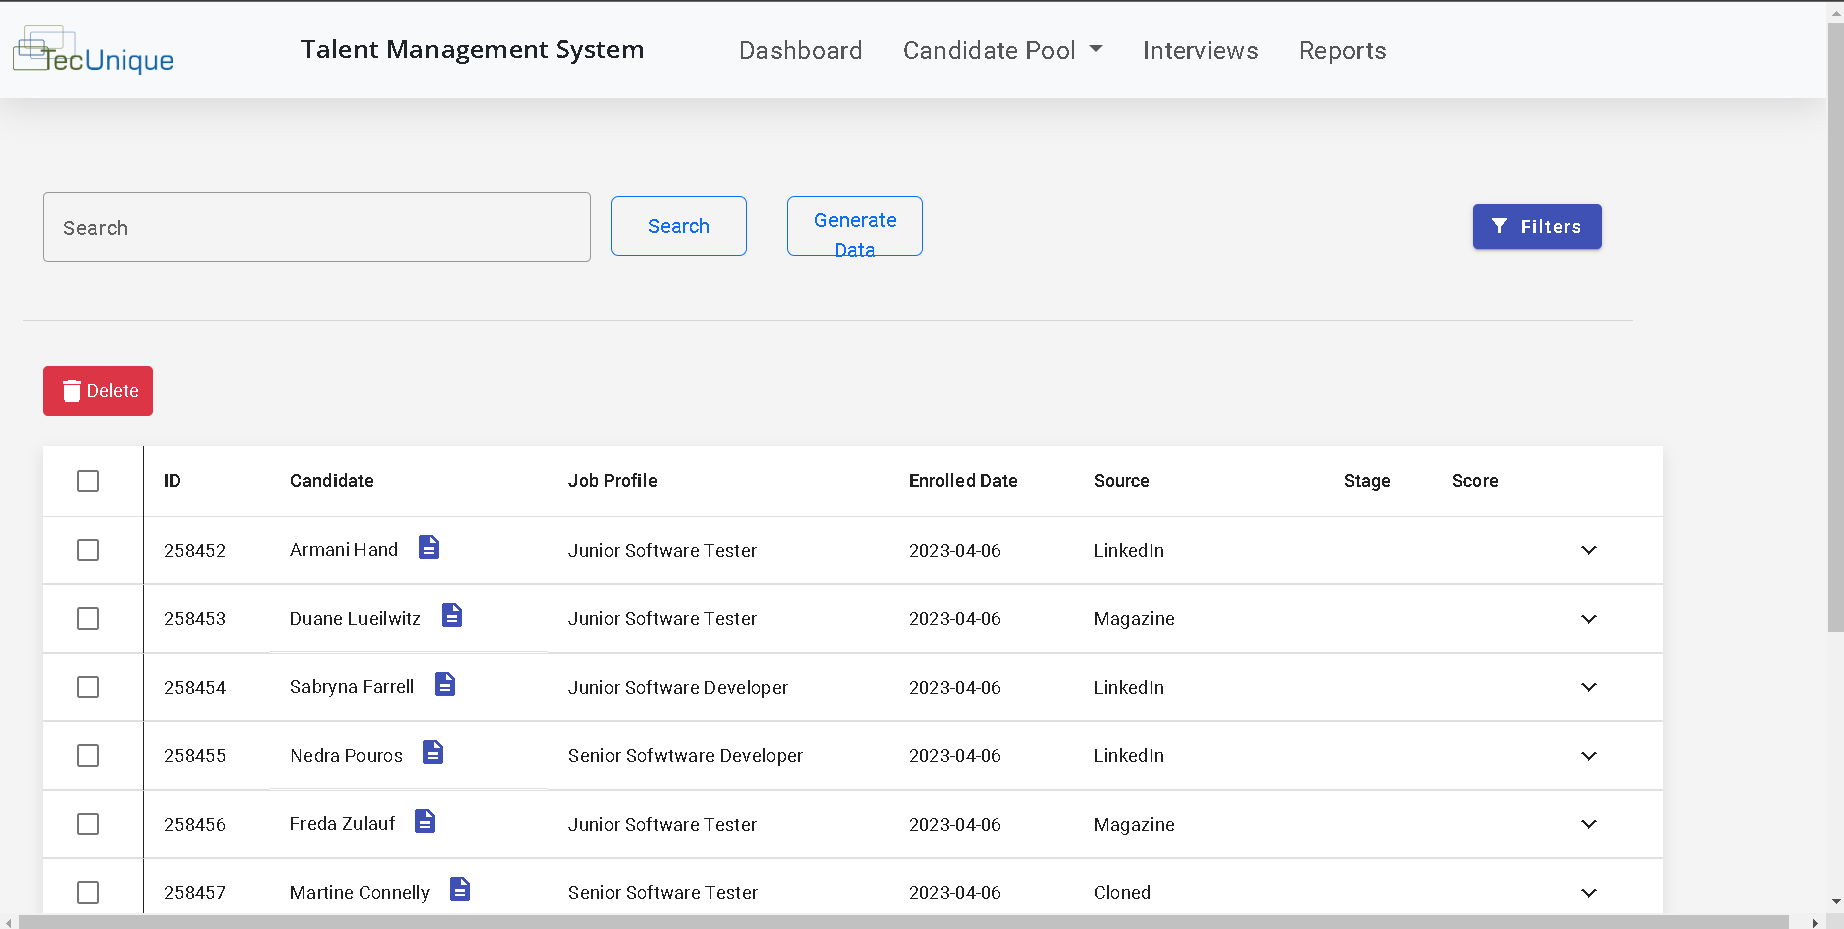 TecUnique
Talent Management System
Dashboard
Candidate Pool
Interviews
Reports
Search
Search
Generate
Data
Filters
Delete
ID Candidate Job Profile Enrolled Date Source Stage Score
258452 Armani Hand Junior Software Tester 2023-04-06 LinkedIn
258453 Duane Lueilwitz Junior Software Tester 2023-04-06 Magazine
258454 Sabryna Farrell Junior Software Developer 2023-04-06 LinkedIn
258455 Nedra Pouros Senior Sofwtware Developer 2023-04-06 LinkedIn
258456 Freda Zulauf Junior Software Tester 2023-04-06 Magazine
258457 Martine Connelly Senior Software Tester 2023-04-06 Cloned